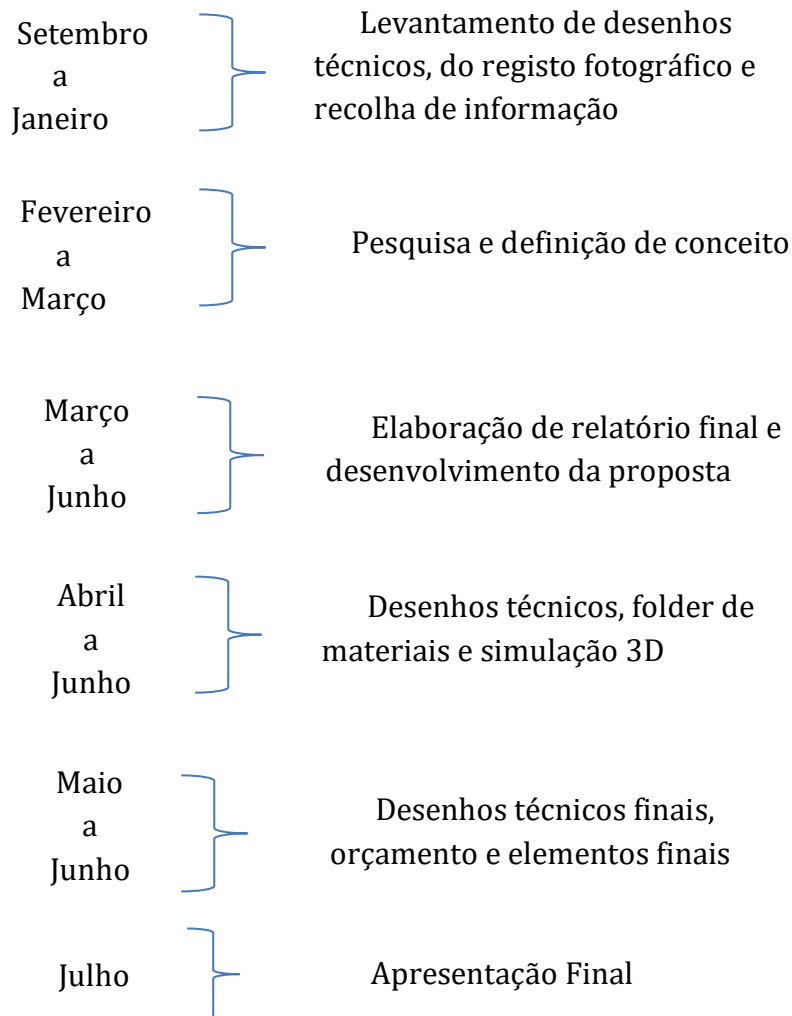 Setembro
a
Janeiro
Levantamento de desenhos
técnicos, do registo fotográfico e
recolha de informação
Fevereiro
a
Março
Pesquisa e definição de conceito
Março
a
Junho
Elaboração de relatório final e
desenvolvimento da proposta
Abril
a
Junho
Desenhos técnicos, folder de
materiais e simulação 3D
Maio
a
Junho
Desenhos técnicos finais,
orçamento e elementos finais
Julho
Apresentação Final